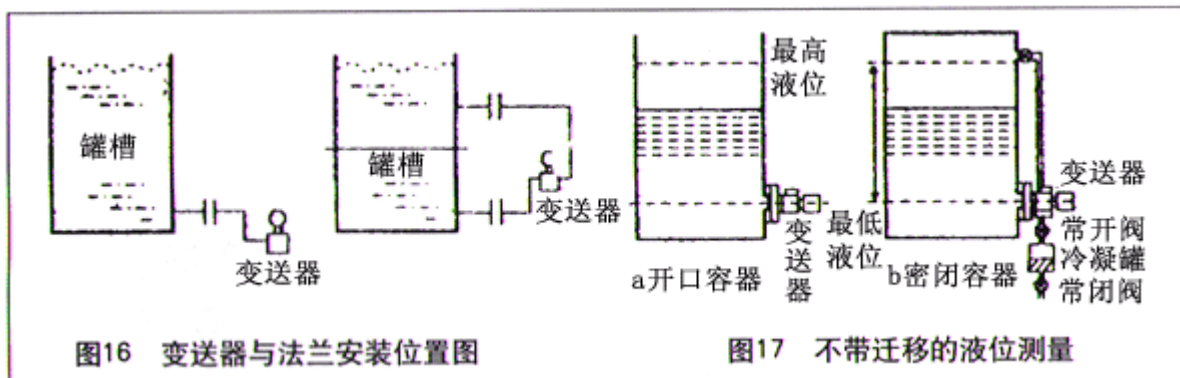 罐槽
变送器
罐槽
变送器
图16 变送器与法兰安装位置图
最高
液位
变
送
器
a开口容器
最低
液位
变送器
常开阀
冷凝罐
常闭阀
b密闭容器
图17 不带迁移的液位测量